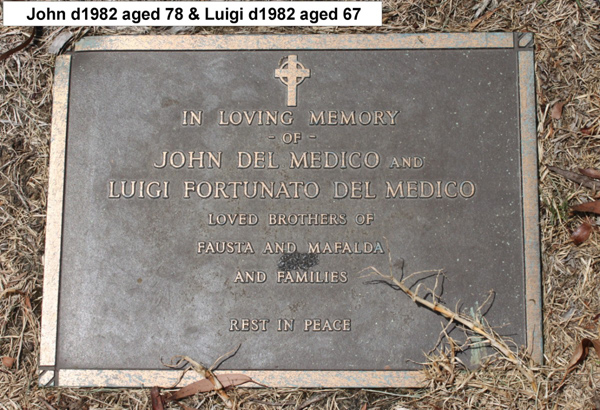 John d1982 aged 78 & Luigi d1982 aged 67
IN LOVING MEMORY
- OF -
JOHN DEL MEDICO AND
LUIGI FORTUNATO DEL MEDICO
LOVED BROTHERS OF
FAUSTA AND MAFALDA
AND FAMILIES
REST IN PEACE